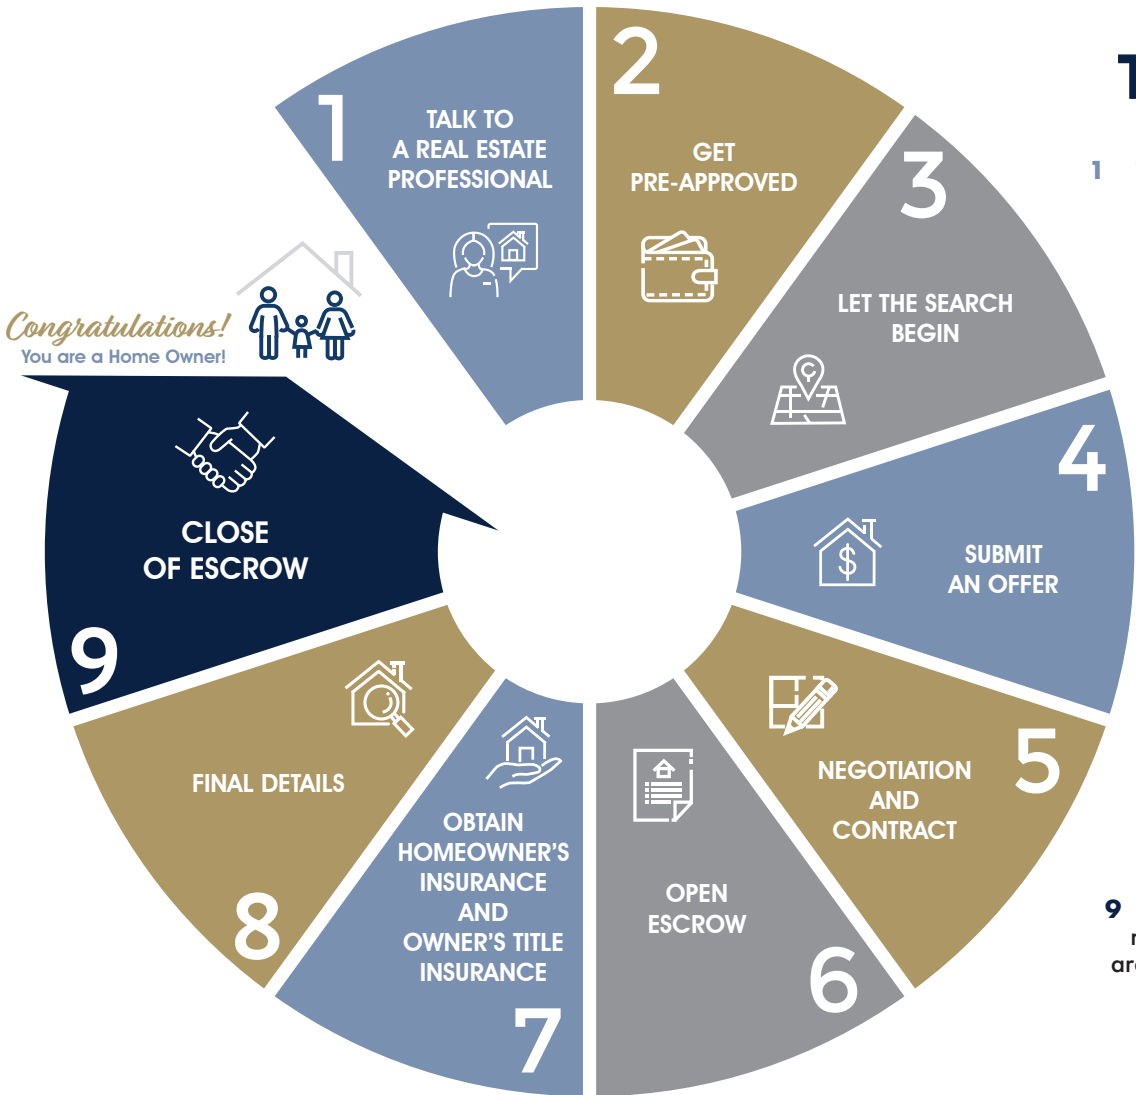 1
TALK TO
A REAL ESTATE
PROFESSIONAL
2
GET
PRE-APPROVED
3
LET THE SEARCH
BEGIN
4
SUBMIT
AN OFFER
5
NEGOTIATION
AND
CONTRACT
6
OPEN
ESCROW
7
OBTAIN
HOMEOWNER'S
INSURANCE
AND
OWNER'S TITLE
INSURANCE
8
FINAL DETAILS
9
CLOSE
OF ESCROW
Congratulations!
You are a Home Owner!
1
9